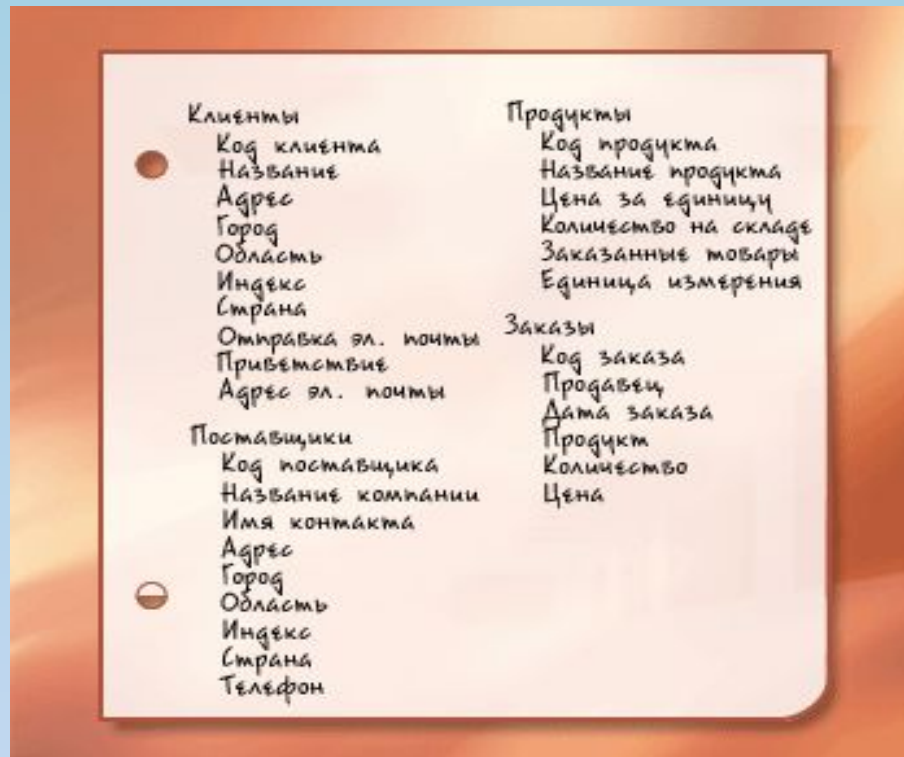 Клиенты
Код клиента
Название
Адрес
Город
Область
Индекс
Страна
Отправка эл. почты
Приветствие
Адрес эл. почты
Поставщики
Код поставщика
Название компании
Имя контакта
Адрес
Город
Область
Индекс
Страна
Телефон
Продукты
Код продукта
Название продукта
Цена за единицу
Количество на складе
Заказанные товары
Единица измерения
Заказы
Код заказа
Продавец
Дата заказа
Продукт
Количество
Цена